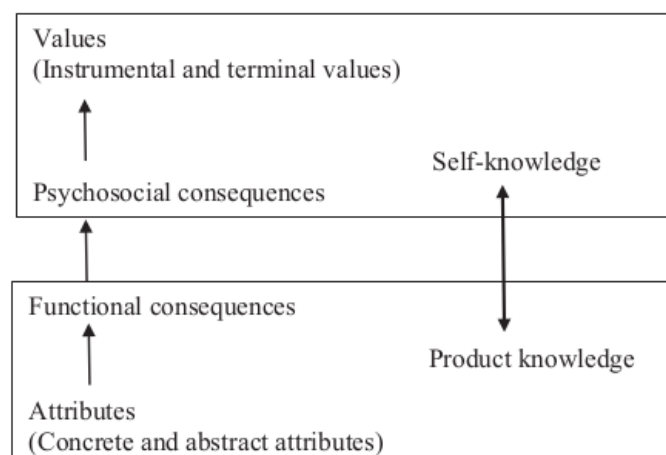 Values
(Instrumental and terminal values)
Self-knowledge
Psychosocial consequences
Functional consequences
Product knowledge
Attributes
(Concrete and abstract attributes)